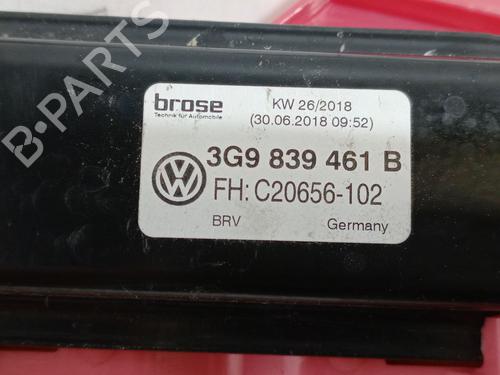 brose
Technik für Automobile
KW 26/2018
(30.06.2018 09:52)
3G9 839 461 B
FH: C20656-102
BRV
Germany
B-PARTS